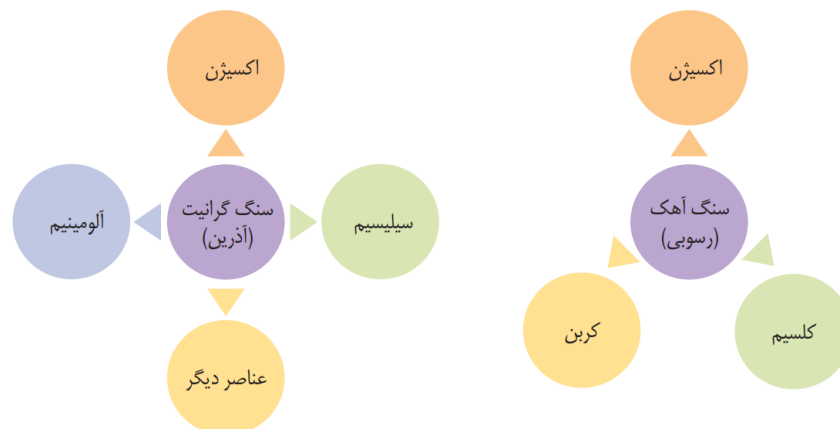 اکسیژن
سنگ آهک
(رسوبی)
کلسیم
کربن
اکسیژن
سنگ گرانیت
(آذرین)
سیلیسیم
آلومینیم
عناصر دیگر